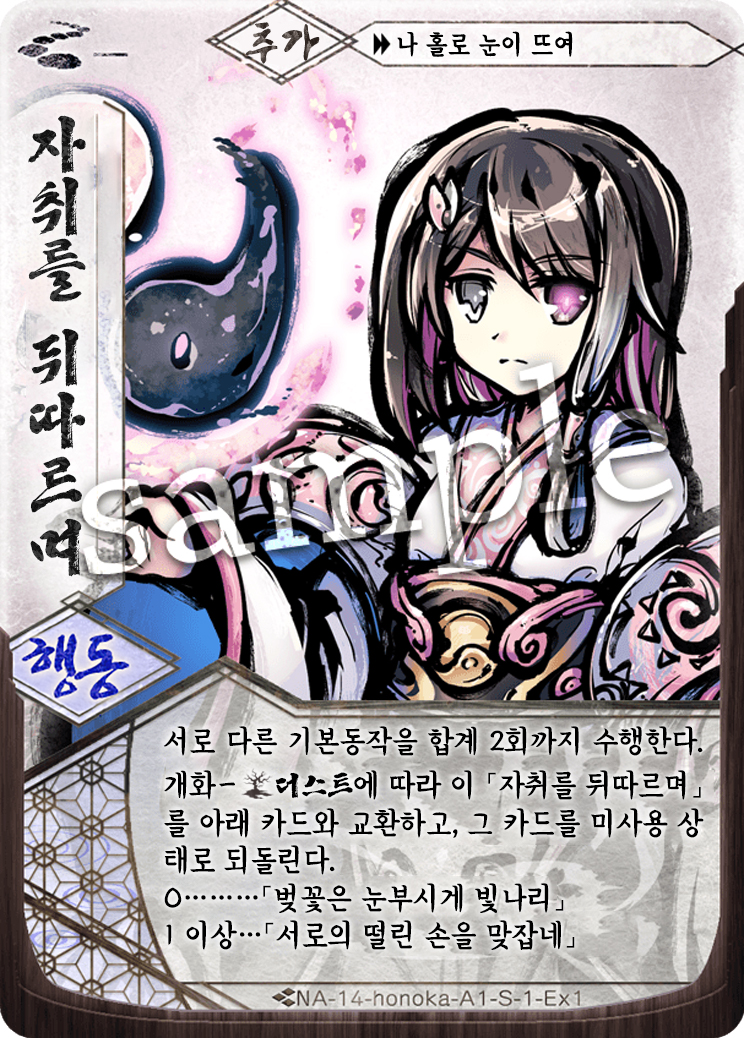 추가
나 홀로 눈이 뜨여
자취를 뒤따르며
sample
행동
서로 다른 기본동작을 합계 2회까지 수행한다.
개화- 더스트에 따라 이 「자취를 뒤따르며」
를 아래 카드와 교환하고, 그 카드를 미사용 상
태로 되돌린다.
0………「벚꽃은 눈부시게 빛나리」
1 이상…「서로의 떨린 손을 맞잡네」
NA-14-honoka-A1-S-1-Ex1